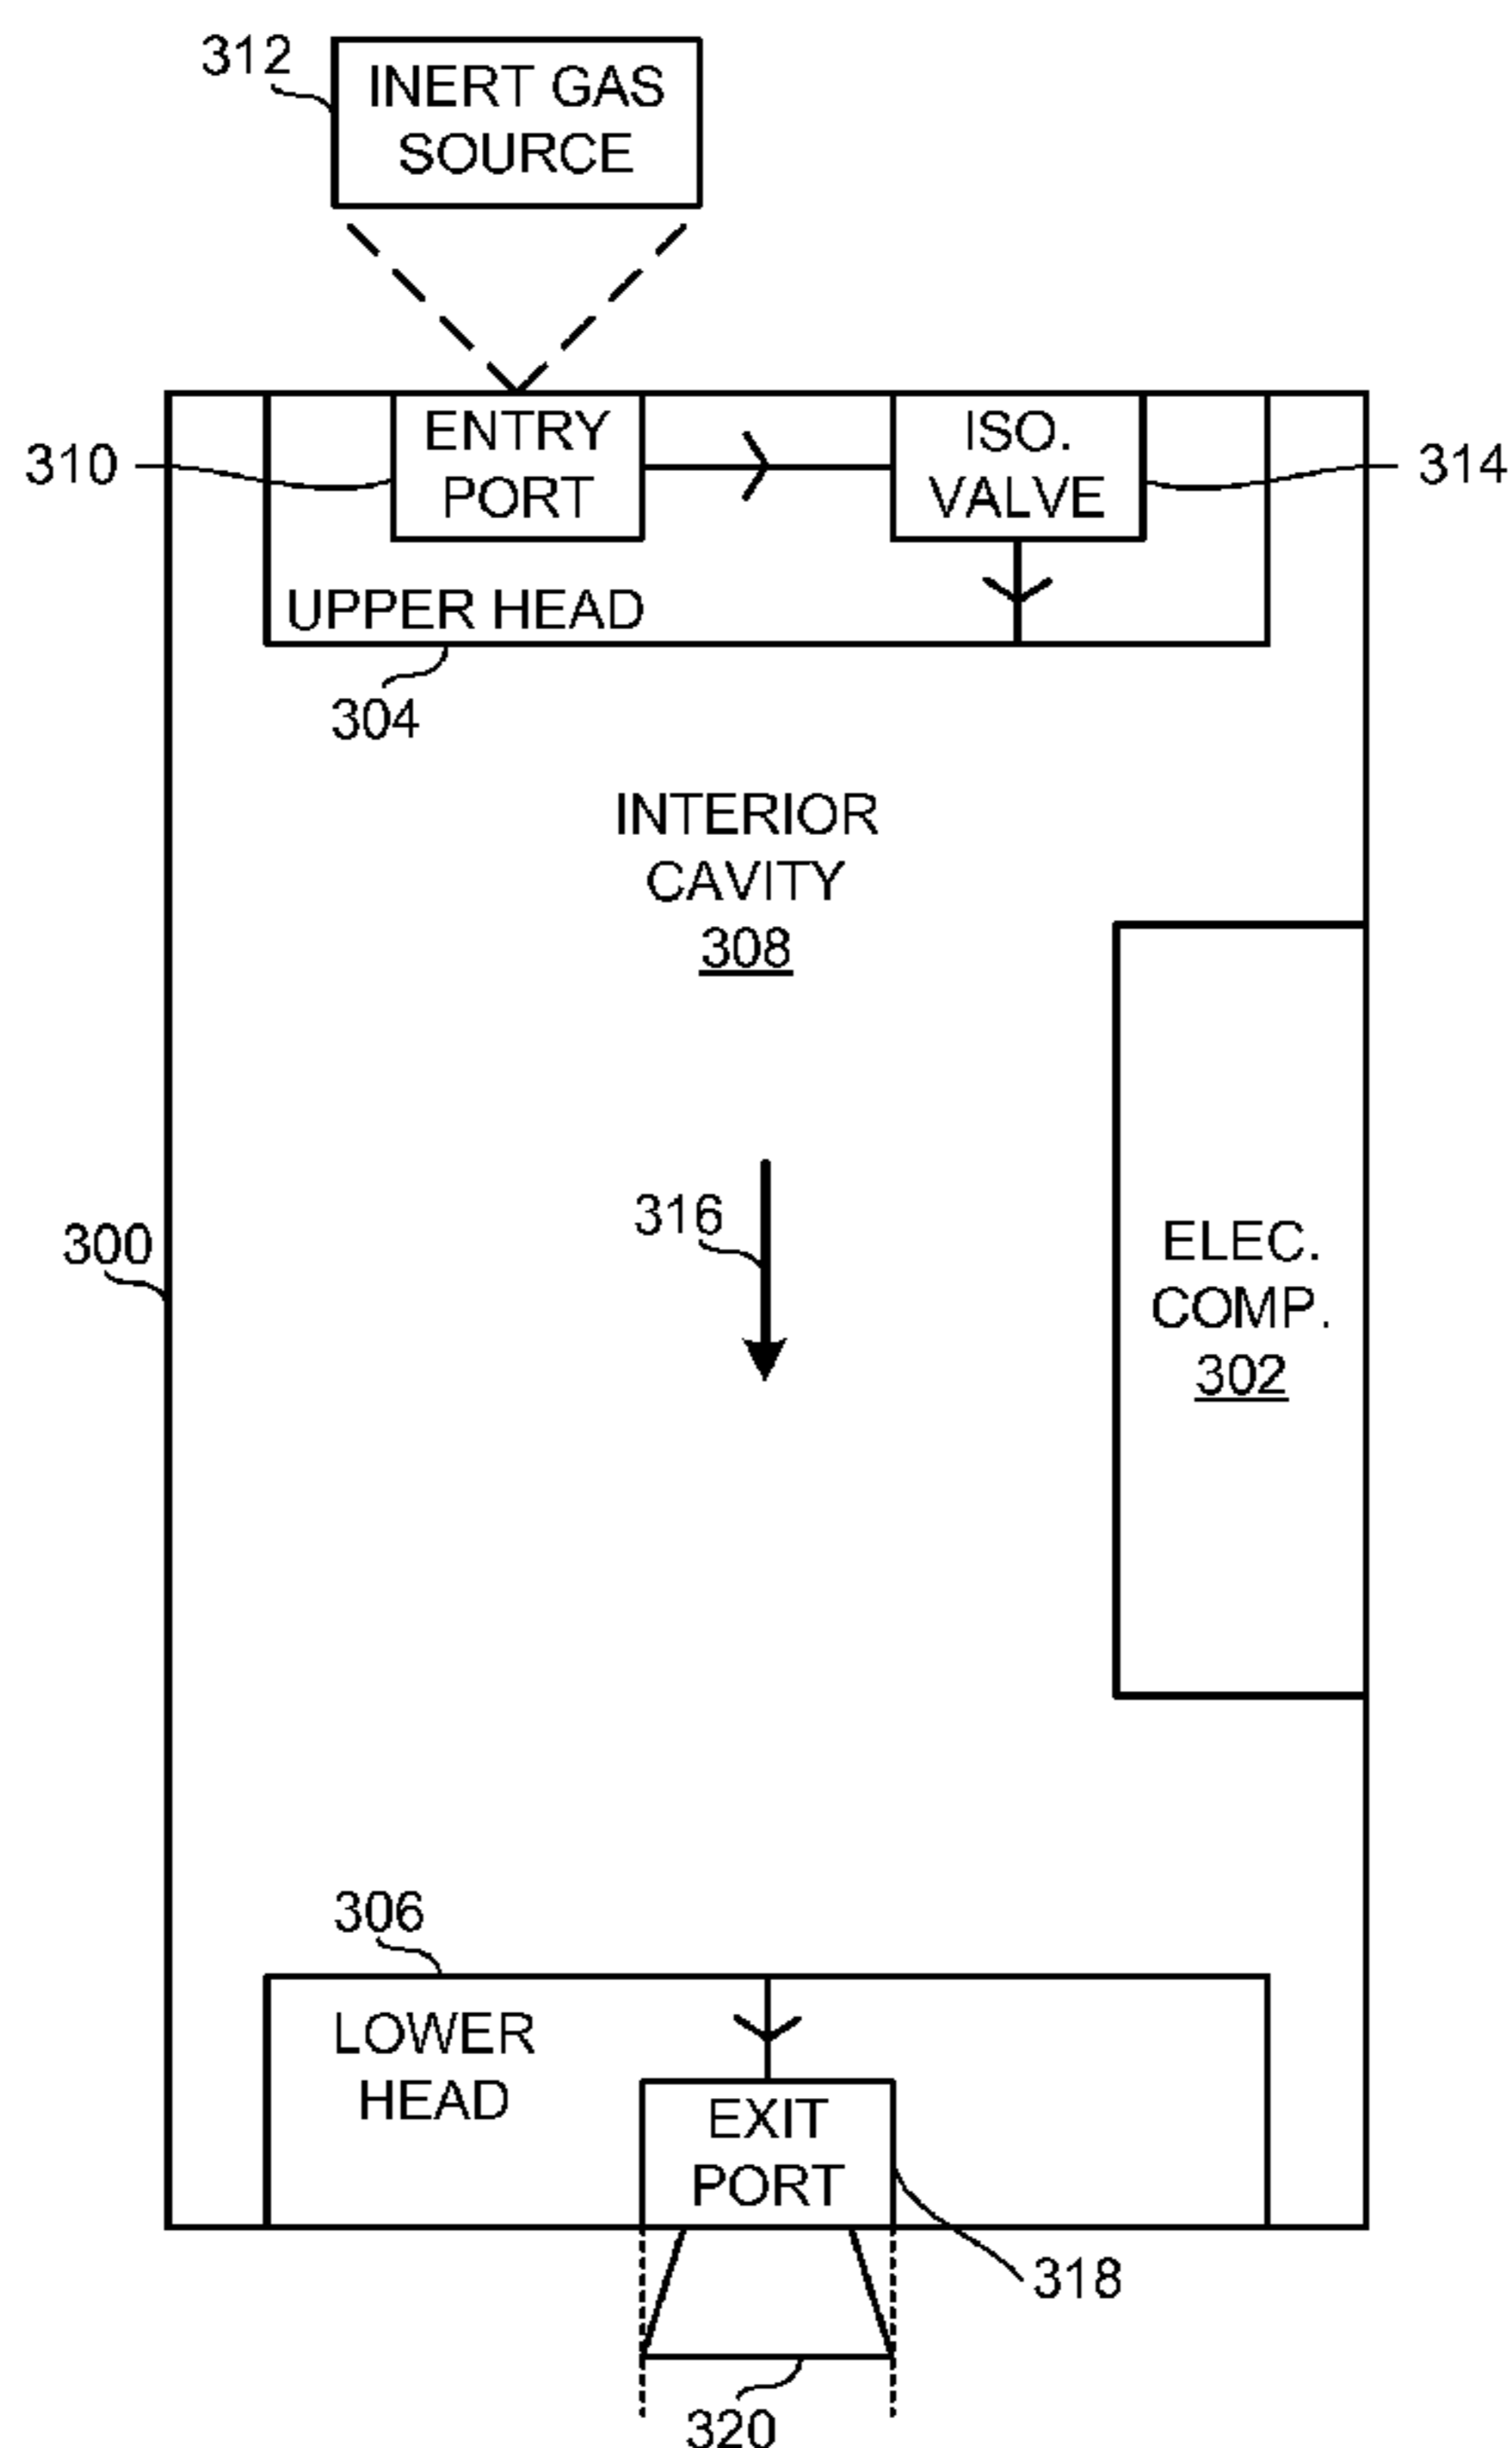 312
INERT GAS
SOURCE
310
ENTRY
PORT
ISO.
VALVE
314
UPPER HEAD
304
INTERIOR
CAVITY
308
316
300
ELEC.
COMP.
302
306
LOWER
HEAD
EXIT
PORT
318
320